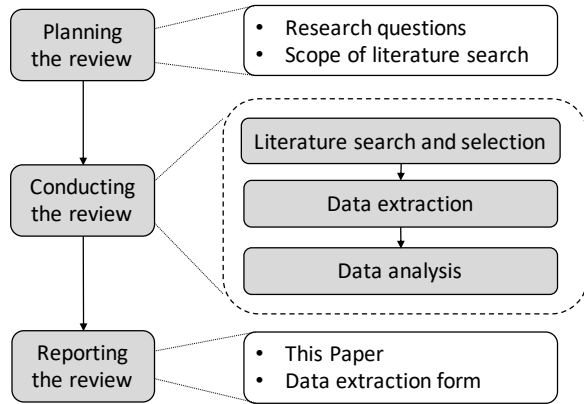 Planning
the review
• Research questions
• Scope of literature search
Conducting
the review
Literature search and selection
Data extraction
Data analysis
Reporting
the review
• This Paper
• Data extraction form